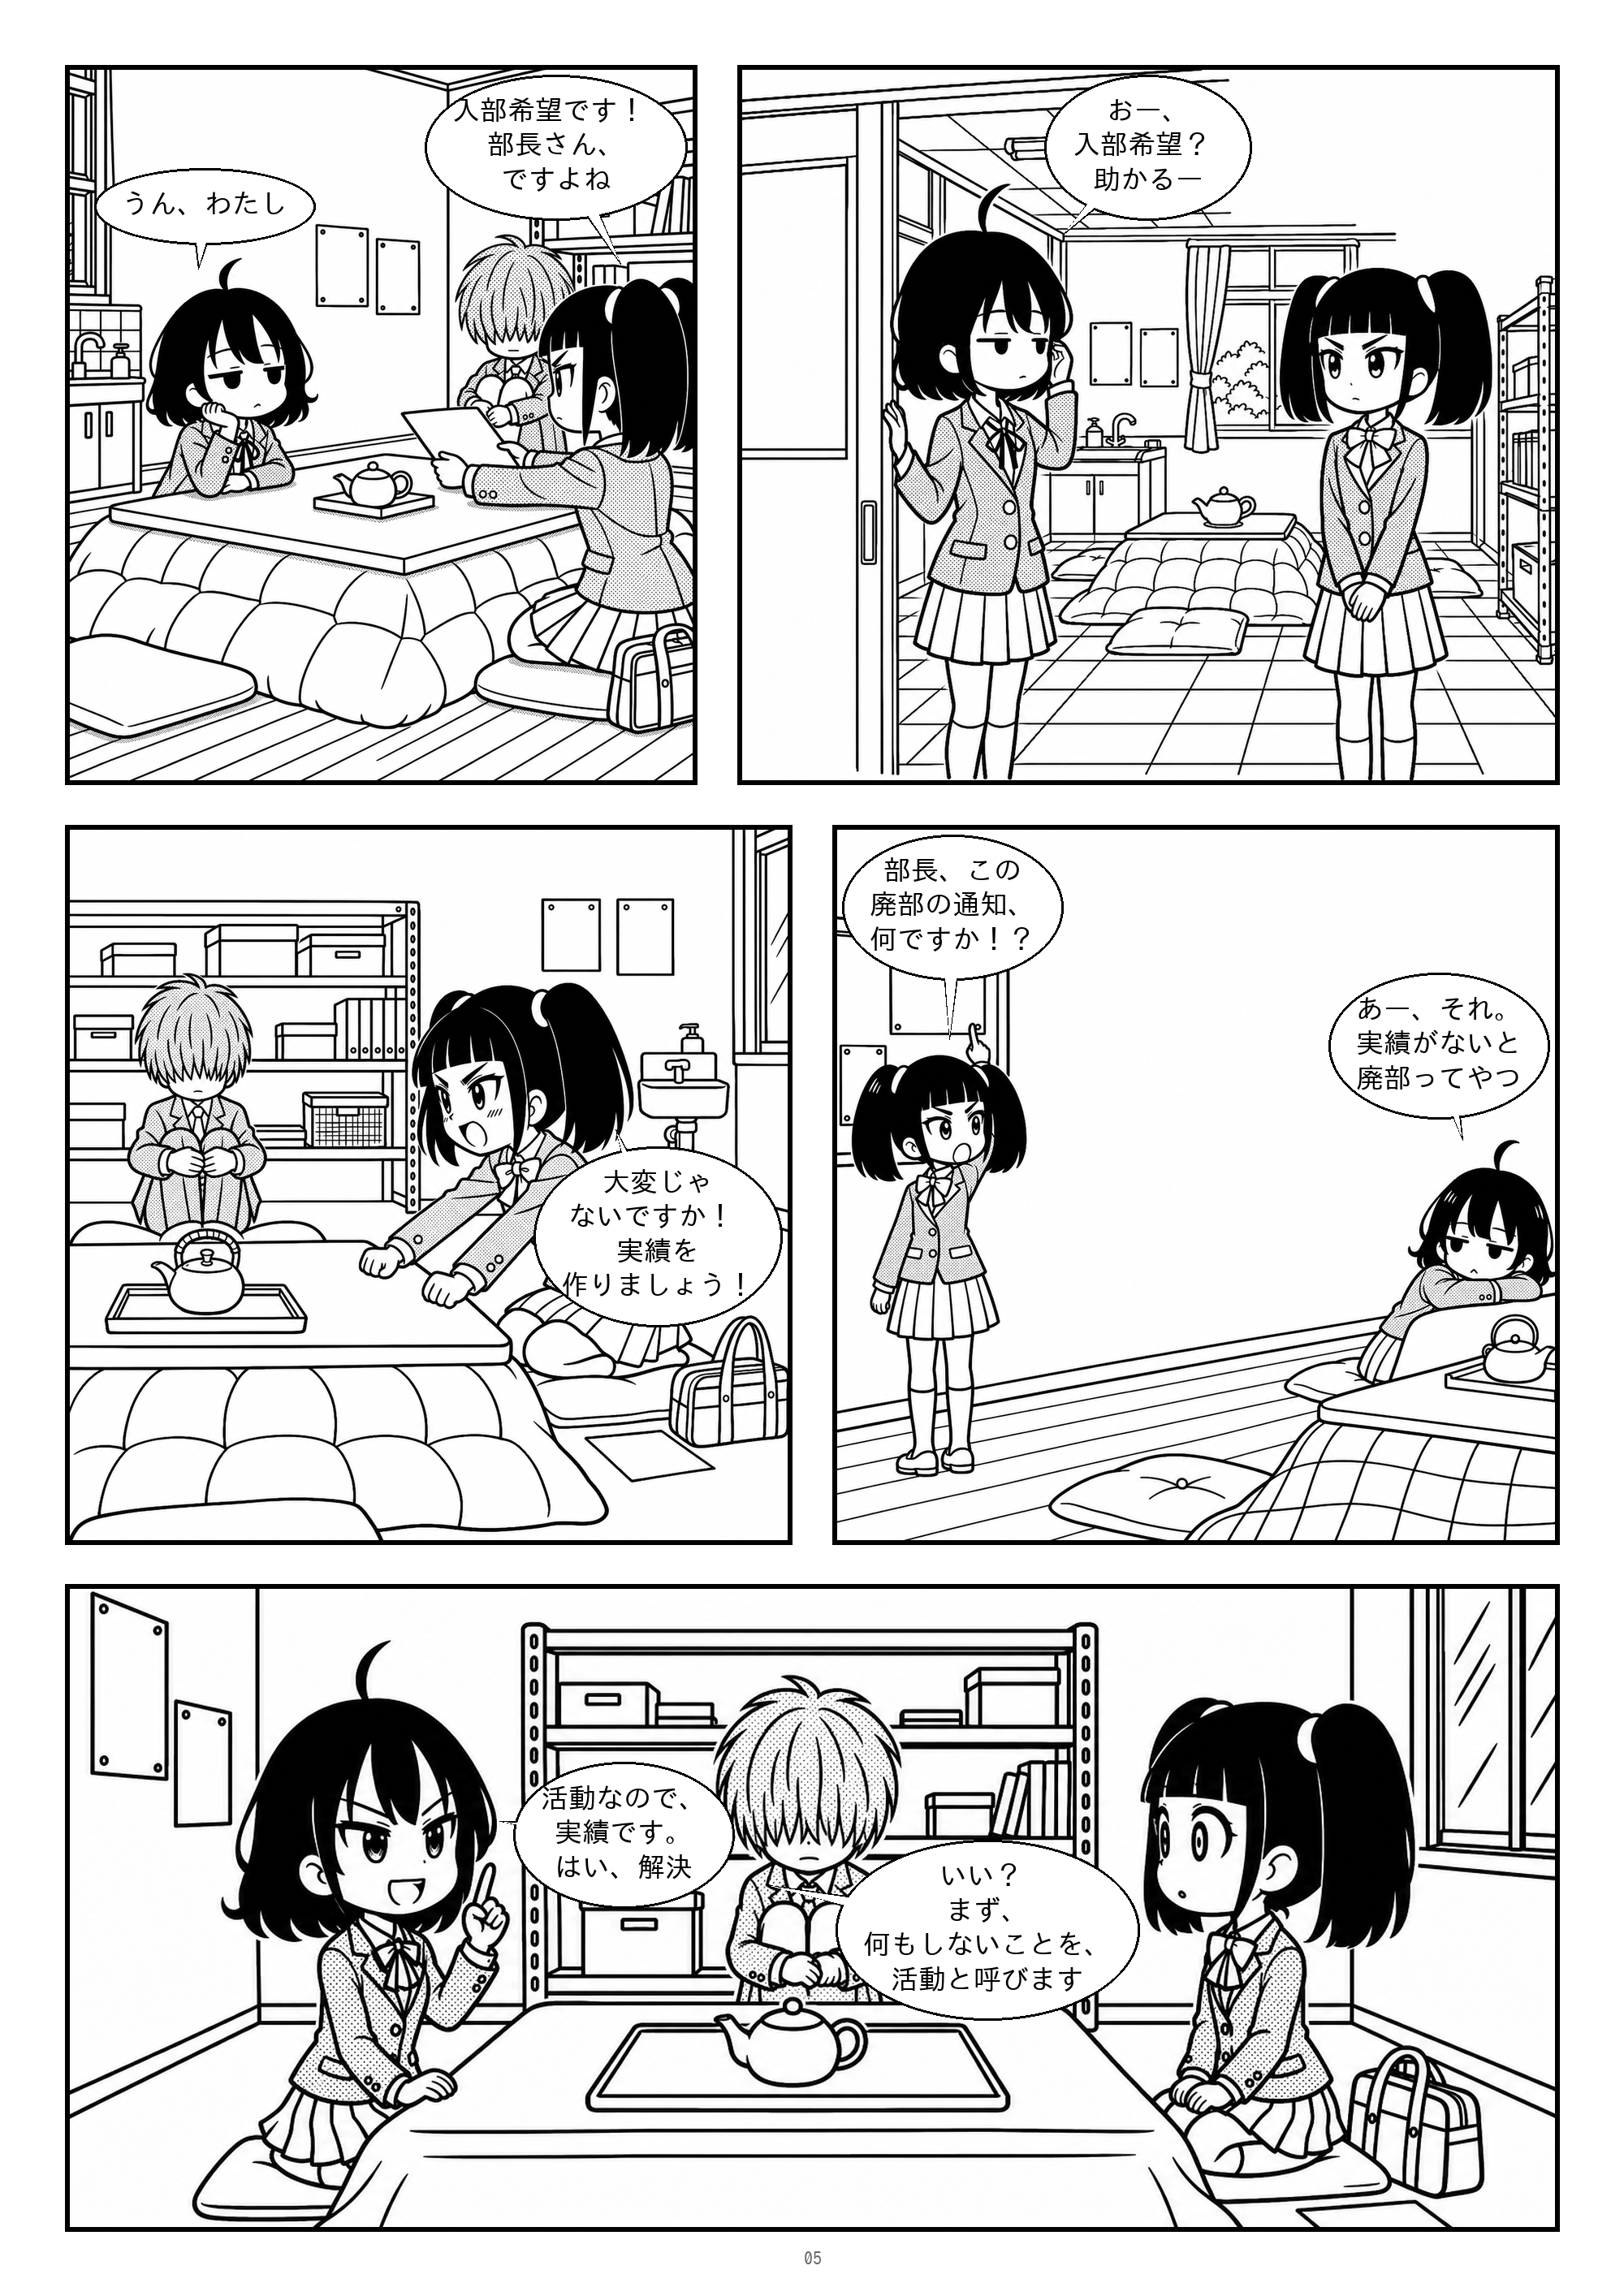 おー、
入部希望？
助かるー
入部希望です！
部長さん、
ですよね
うん、わたし
あー、それ。
実績がないと
廃部ってやつ
部長、この
廃部の通知、
何ですか！？
大変じゃ
ないですか！
実績を
作りましょう！
いい？
まず、
何もしないことを、
活動と呼びます
活動なので、
実績です。
はい、解決
05